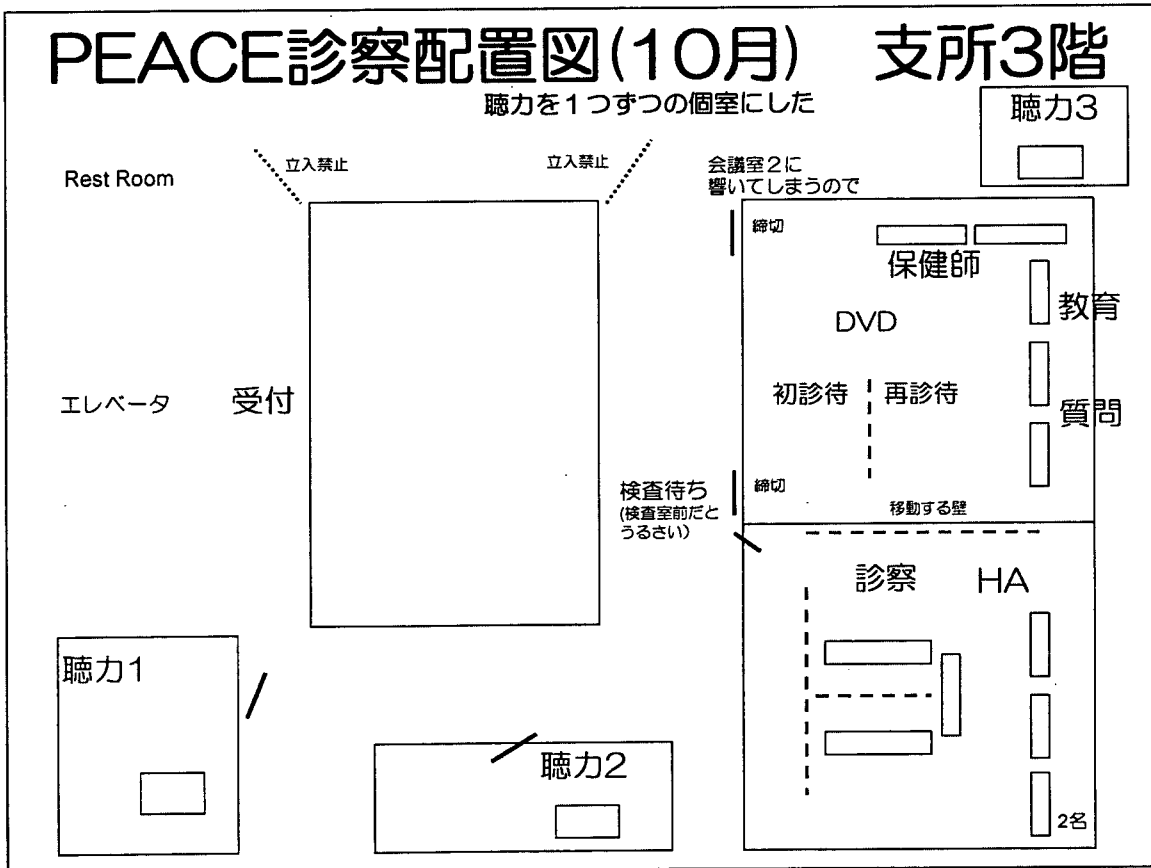 PEACE診察配置図(10月) 支所3階
聴力を1つずつの個室にした
聴力3
立入禁止
立入禁止
会議室2に
響いてしまうので
Rest Room
締切
保健師
教育
DVD
エレベータ
受付
初診待
再診待
質問
検査待ち
(検査室前だと
うるさい)
締切
移動する壁
診察
HA
聴力1
聴力2
2名